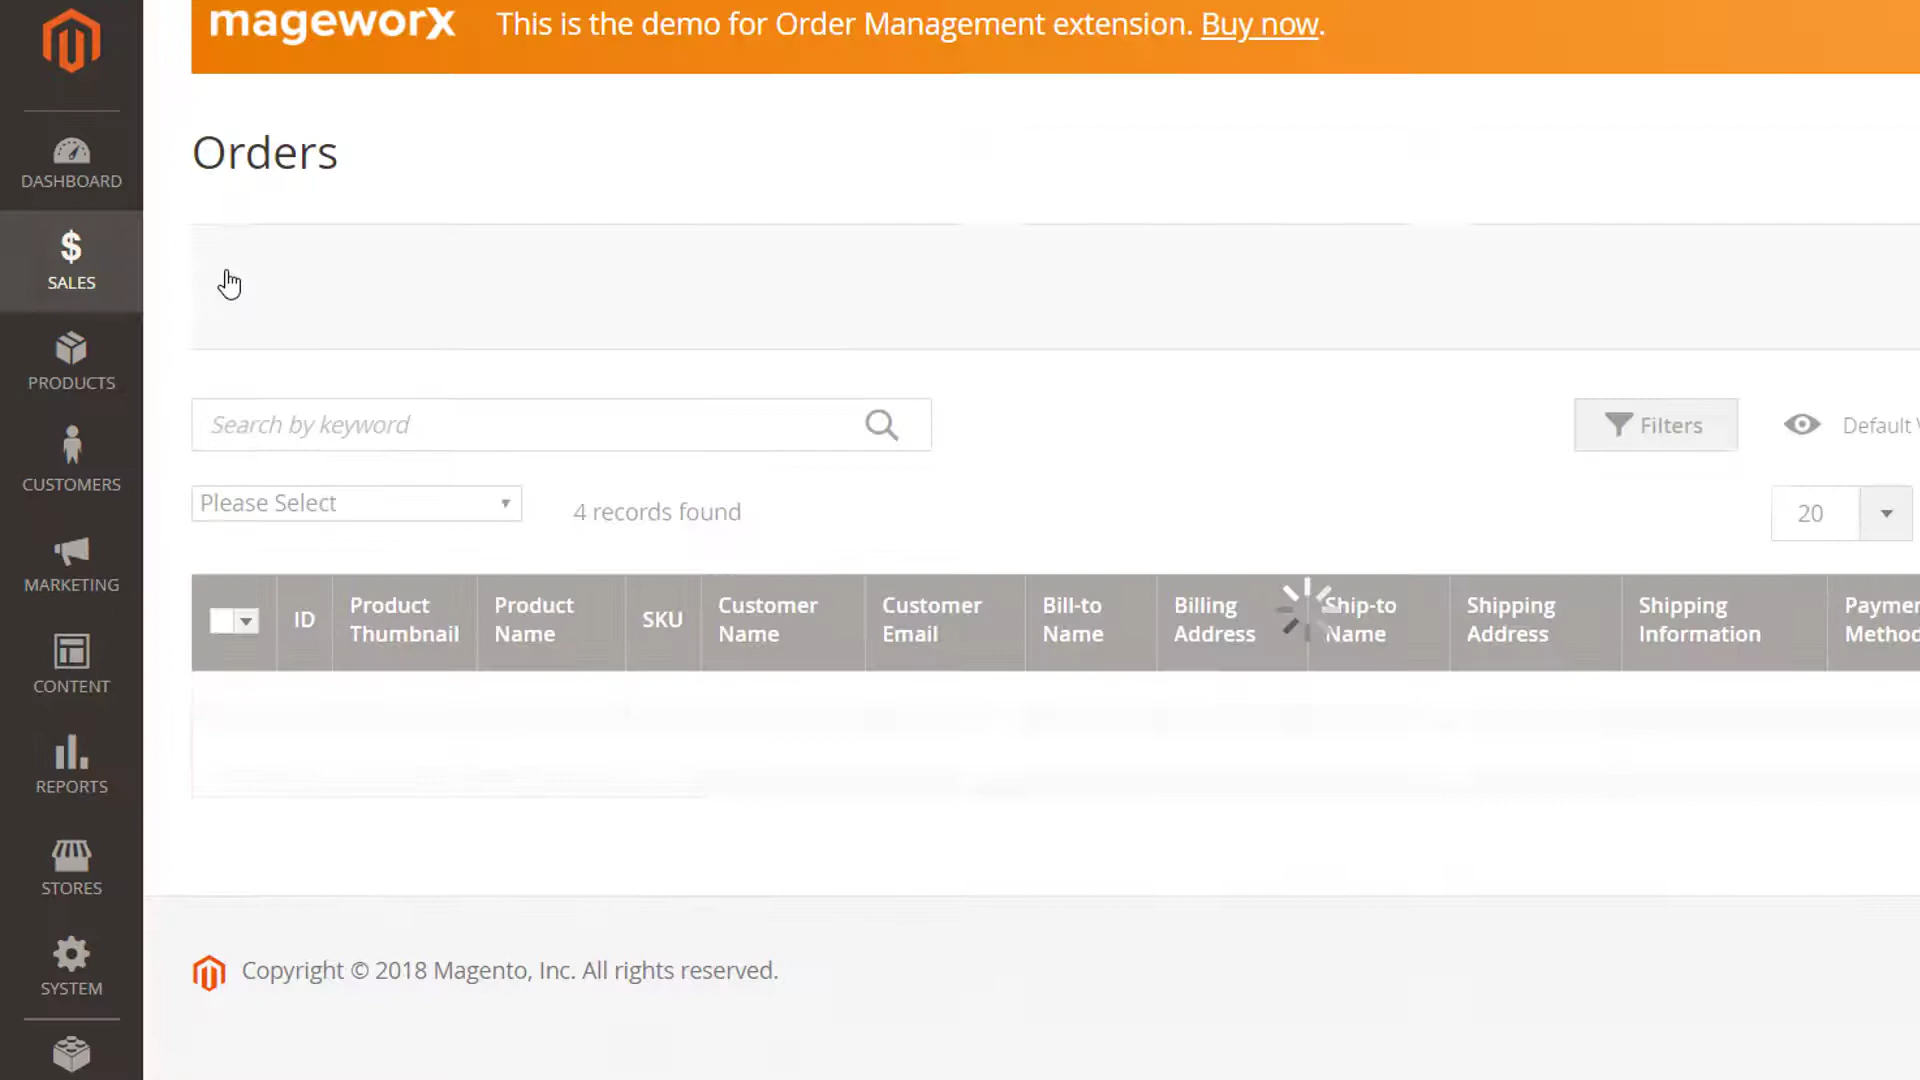 mageworx This is the demo for Order Management extension. Buy now.
Orders
DASHBOARD
SALES
PRODUCTS
CUSTOMERS
MARKETING
CONTENT
REPORTS
STORES
SYSTEM
Search by keyword
Filters
Default
Please Select
4 records found
20
ID
Product Thumbnail
Product Name
SKU
Customer Name
Customer Email
Bill-to Name
Billing Address
Ship-to Name
Shipping Address
Shipping Information
Copyright © 2018 Magento, Inc. All rights reserved.